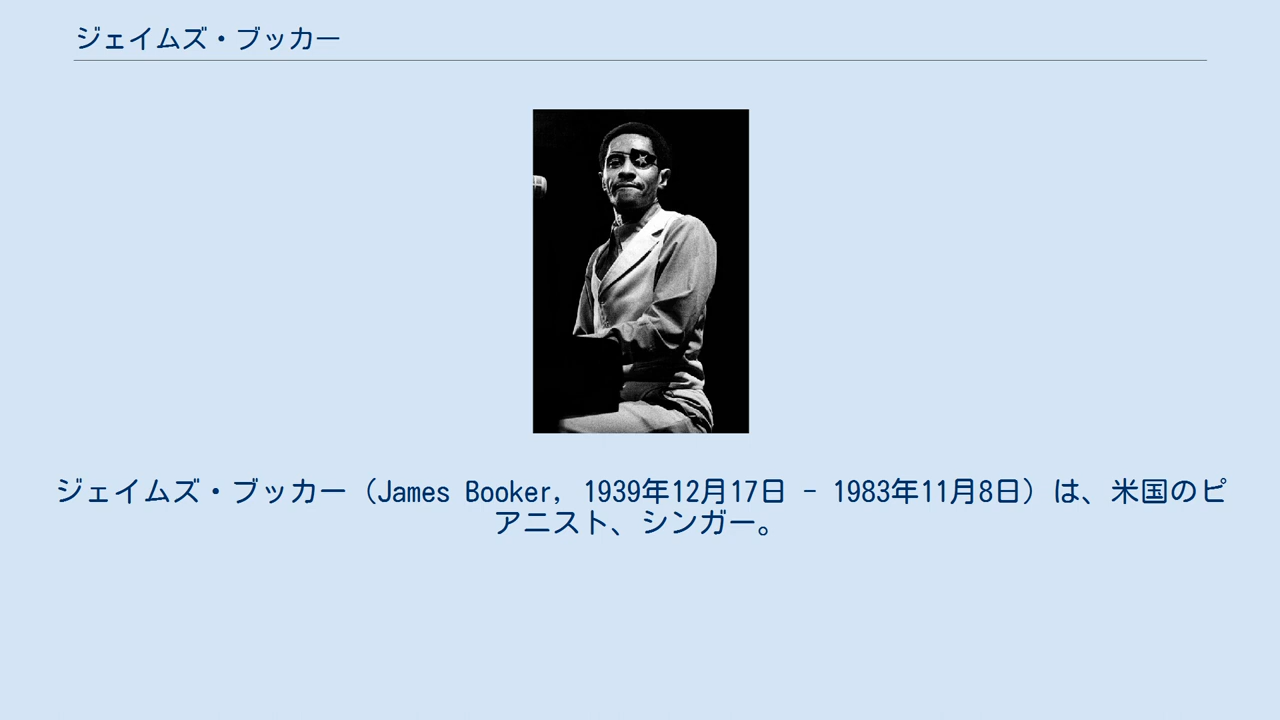 ジェイムズ・ブッカー
ジェイムズ・ブッカー（James Booker, 1939年12月17日 - 1983年11月8日）は、米国のピ
アニスト、シンガー。